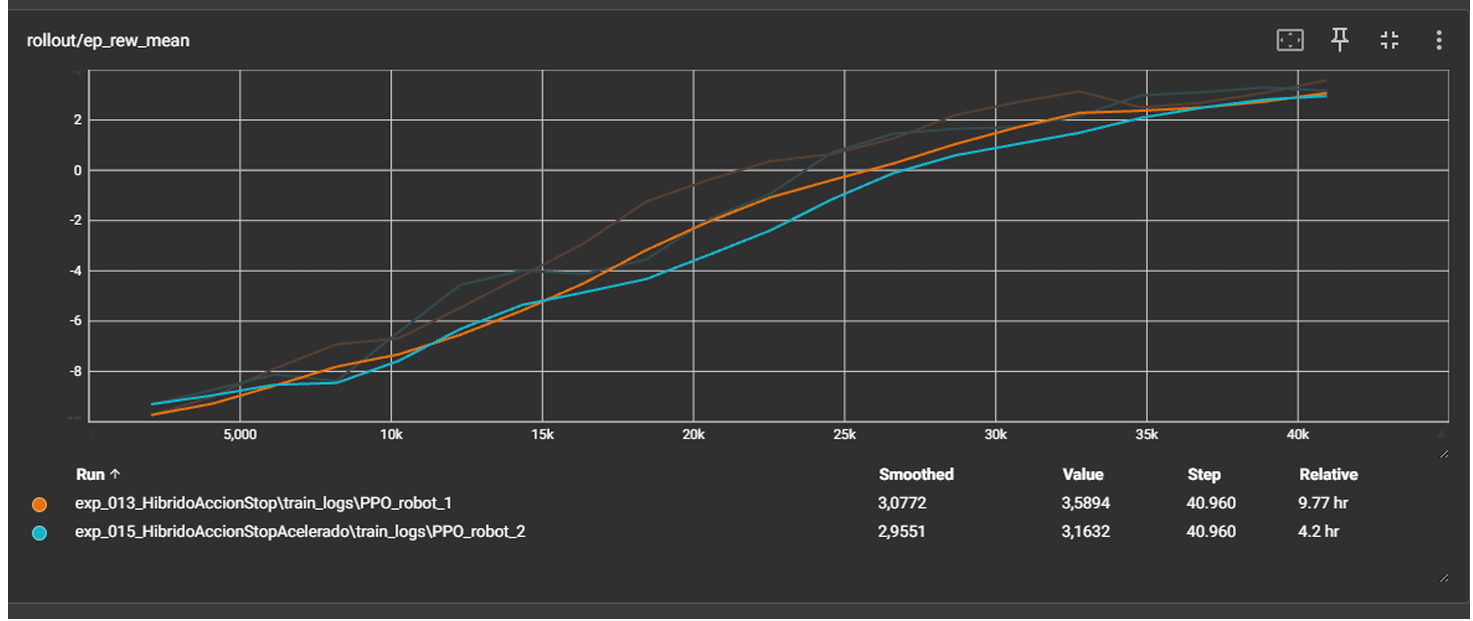 rollout/ep_rew_mean
2
0
-2
-4
-6
-8
5,000 10k 15k 20k 25k 30k 35k 40k
Run ↑ Smoothed Value Step Relative
exp_013_HibridoAccionStop\train_logs\PPO_robot_1 3,0772 3,5894 40.960 9.77 hr
exp_015_HibridoAccionStopAcelerado\train_logs\PPO_robot_2 2,9551 3,1632 40.960 4.2 hr